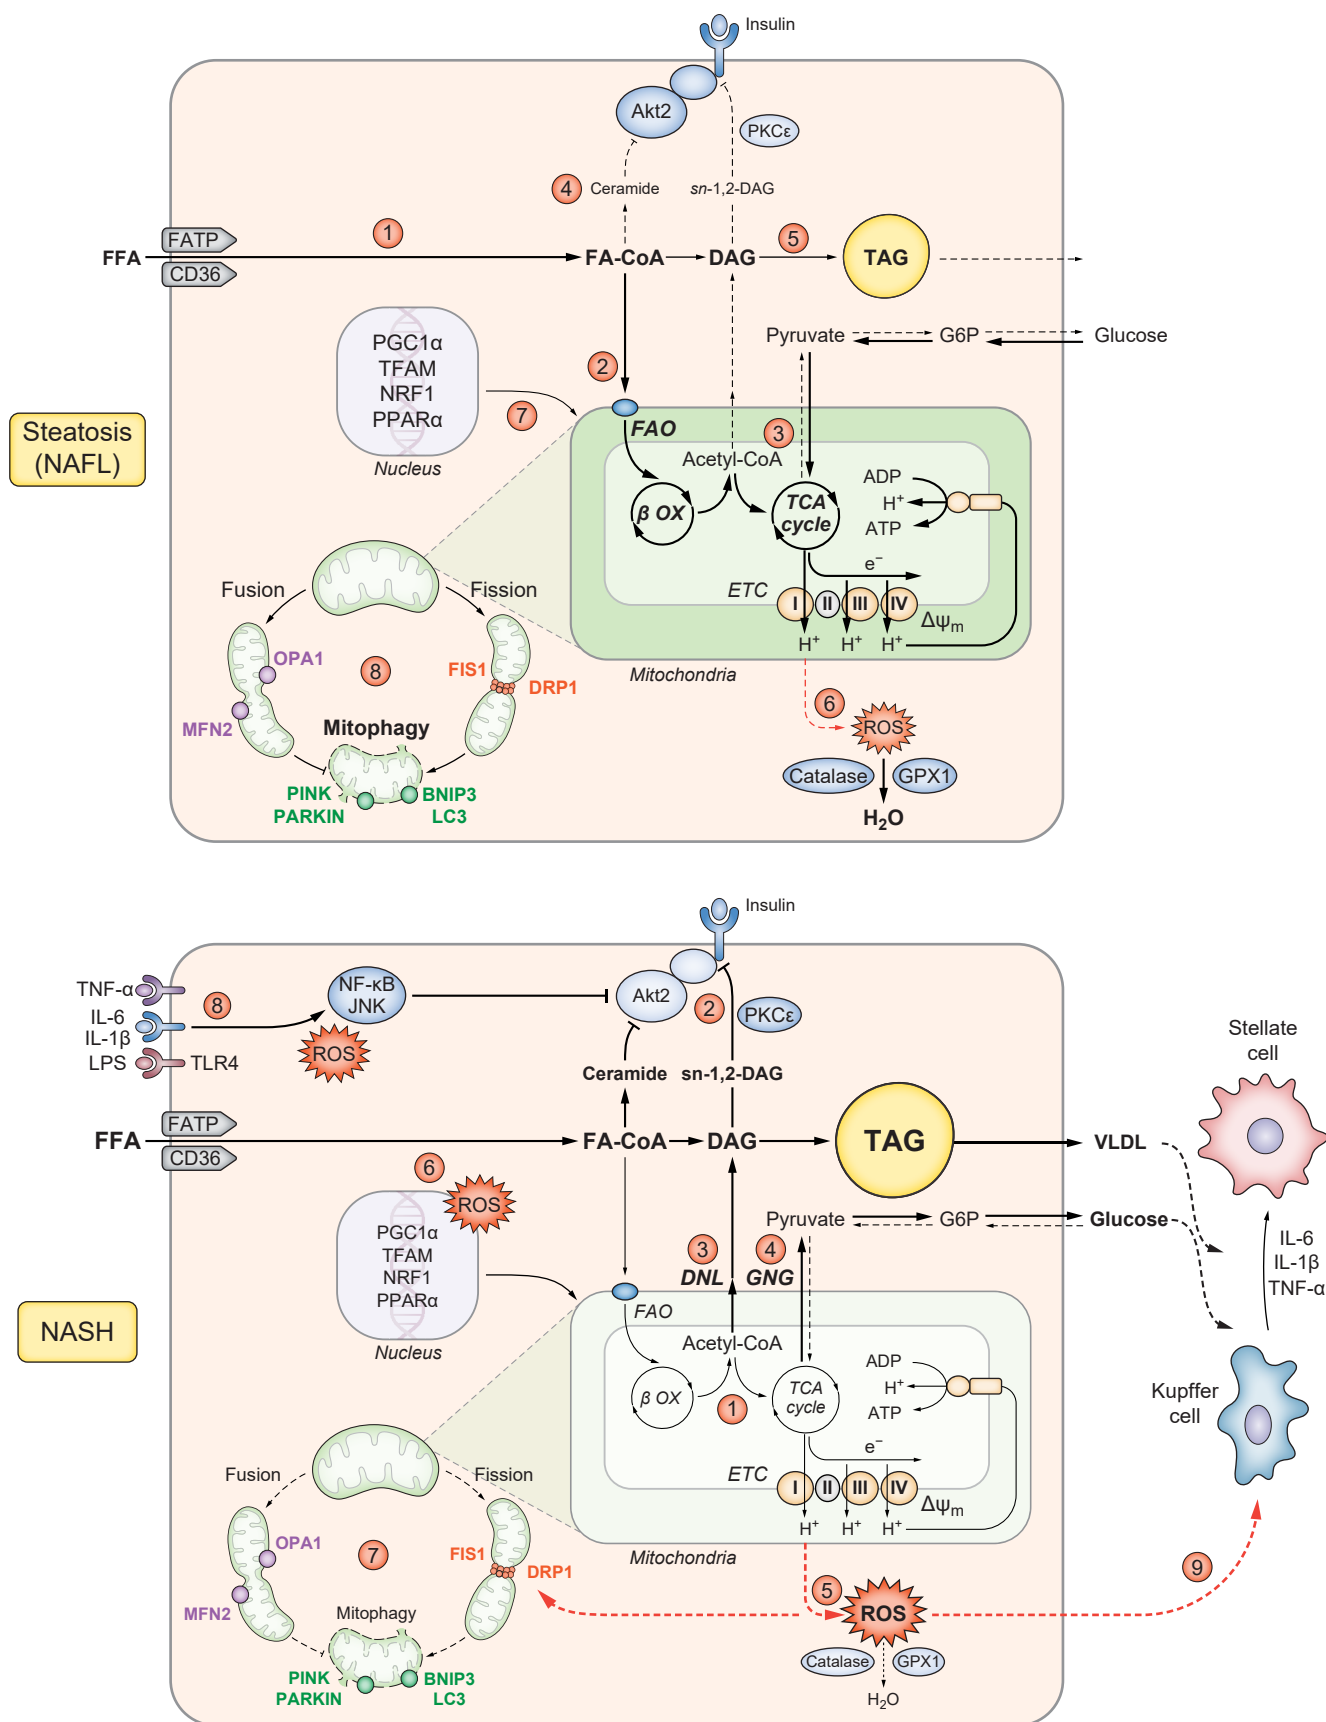 Insulin
Akt2
PKCε
4
Ceramide
sn-1,2-DAG
1
5
FATP
FFA
CD36
FA-CoA
DAG
TAG
PGC1α
TFAM
NRF1
PPARα
Nucleus
2
7
Pyruvate
G6P
Glucose
Steatosis
(NAFL)
FAO
3
Acetyl-CoA
β OX
TCA
cycle
ADP
H⁺
ATP
e⁻
ETC
I
II
III
IV
Δψₘ
H⁺
H⁺
H⁺
Mitochondria
Fusion
Fission
OPA1
8
FIS1
DRP1
MFN2
Mitophagy
PINK
PARKIN
BNIP3
LC3
6
ROS
Catalase
GPX1
H₂O
Insulin
TNF-α
8
NF-κB
JNK
Akt2
2
PKCε
IL-6
IL-1β
ROS
LPS
TLR4
Ceramide
sn-1,2-DAG
Stellate
cell
FATP
FFA
CD36
FA-CoA
DAG
TAG
VLDL
6
ROS
PGC1α
TFAM
NRF1
PPARα
Nucleus
Pyruvate
G6P
Glucose
3
DNL
4
GNG
IL-6
IL-1β
TNF-α
NASH
FAO
Acetyl-CoA
β OX
1
TCA
cycle
ADP
H⁺
ATP
Kupffer
cell
e⁻
ETC
I
II
III
IV
Δψₘ
H⁺
H⁺
H⁺
Mitochondria
Fusion
Fission
OPA1
7
FIS1
DRP1
MFN2
Mitophagy
PINK
PARKIN
BNIP3
LC3
5
ROS
9
Catalase
GPX1
H₂O